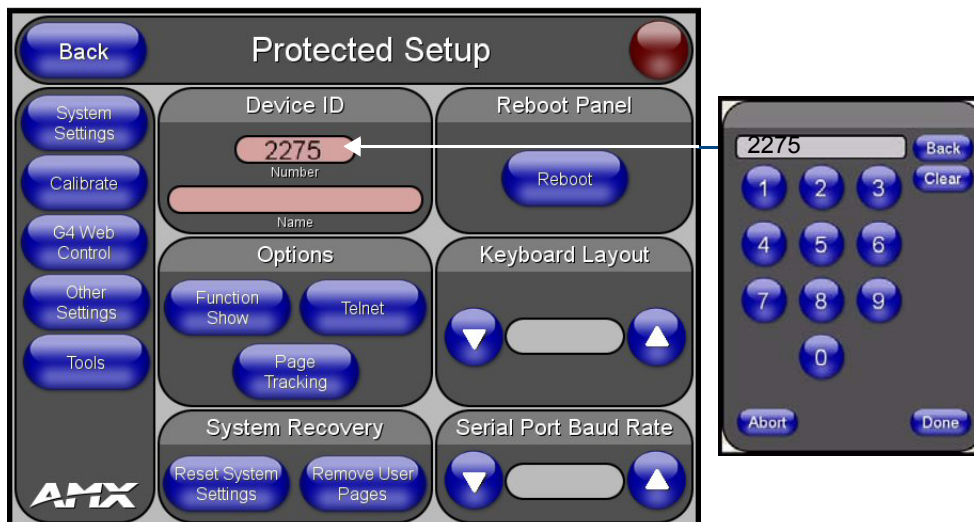 Back
Protected Setup
System
Settings
Calibrate
G4 Web
Control
Other
Settings
Tools
AMX
Device ID
2275
Number
Name
Reboot Panel
Reboot
Options
Function
Show
Telnet
Page
Tracking
Keyboard Layout
System Recovery
Reset System
Settings
Remove User
Pages
Serial Port Baud Rate
2275
Back
Clear
1 2 3
4 5 6
7 8 9
0
Abort
Done